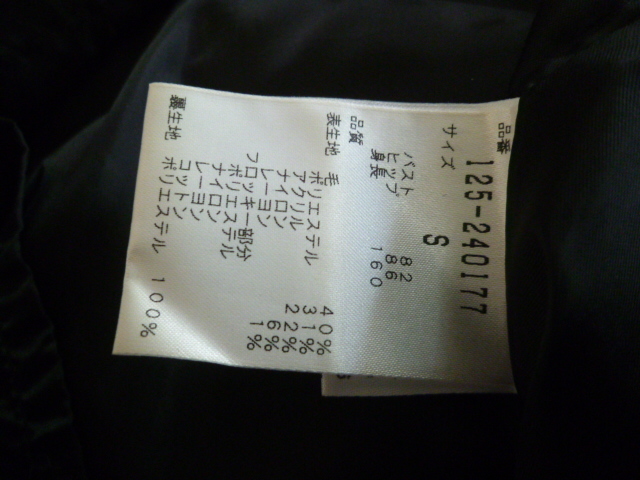 品番 125-240177
サイズ S
バスト 82
ヒップ 86
身長 160
品質
表生地 毛 40%
ポリエステル 31%
アクリル 22%
ナイロン 6%
レーヨン 1%
フロッキー部分
ポリエステル
ナイロン
レーヨン
コットン
裏生地 ポリエステル 100%